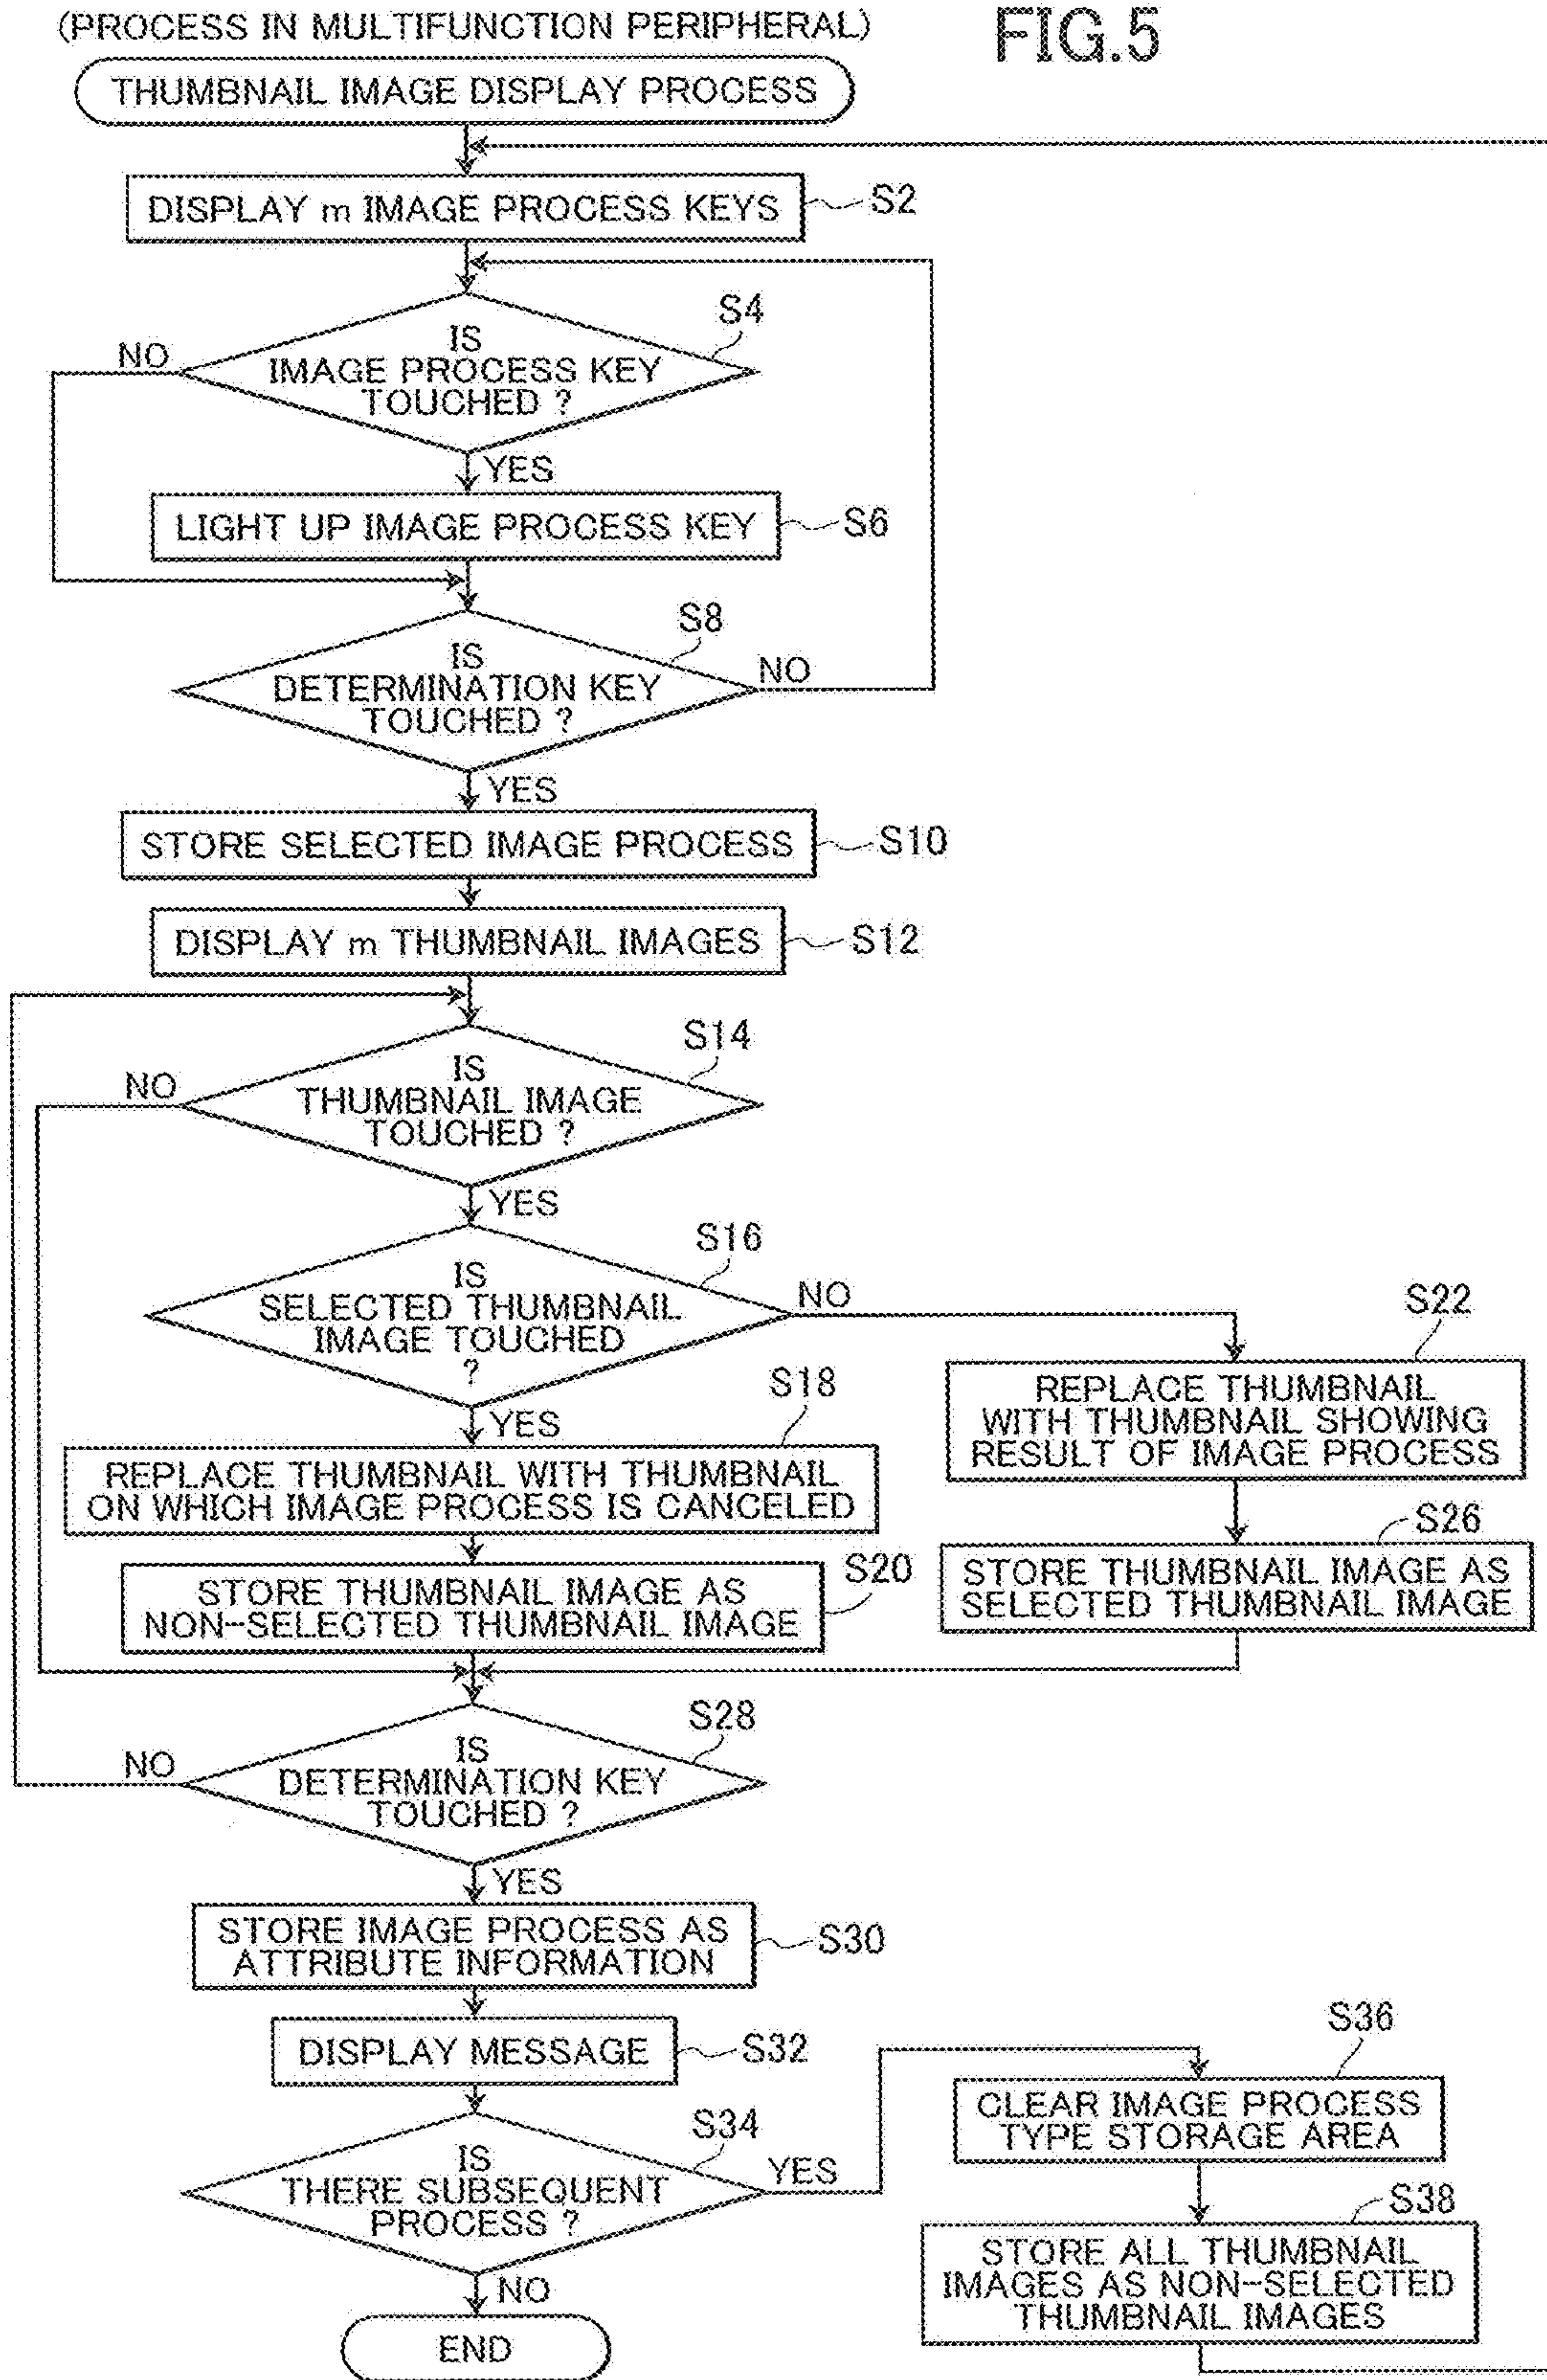 (PROCESS IN MULTIFUNCTION PERIPHERAL)
FIG.5
THUMBNAIL IMAGE DISPLAY PROCESS
DISPLAY m IMAGE PROCESS KEYS
S2
S4
IS
IMAGE PROCESS KEY
TOUCHED ?
NO
YES
LIGHT UP IMAGE PROCESS KEY
S6
S8
IS
DETERMINATION KEY
TOUCHED ?
NO
YES
STORE SELECTED IMAGE PROCESS
S10
DISPLAY m THUMBNAIL IMAGES
S12
S14
IS
THUMBNAIL IMAGE
TOUCHED ?
NO
YES
S16
IS
SELECTED THUMBNAIL
IMAGE TOUCHED
?
NO
YES
S22
REPLACE THUMBNAIL
WITH THUMBNAIL SHOWING
RESULT OF IMAGE PROCESS
S18
REPLACE THUMBNAIL WITH THUMBNAIL
ON WHICH IMAGE PROCESS IS CANCELED
S26
STORE THUMBNAIL IMAGE AS
SELECTED THUMBNAIL IMAGE
S20
STORE THUMBNAIL IMAGE AS
NON-SELECTED THUMBNAIL IMAGE
S28
IS
DETERMINATION KEY
TOUCHED ?
NO
YES
STORE IMAGE PROCESS AS
ATTRIBUTE INFORMATION
S30
DISPLAY MESSAGE
S32
S34
IS
THERE SUBSEQUENT
PROCESS ?
YES
NO
S36
CLEAR IMAGE PROCESS
TYPE STORAGE AREA
S38
STORE ALL THUMBNAIL
IMAGES AS NON-SELECTED
THUMBNAIL IMAGES
END